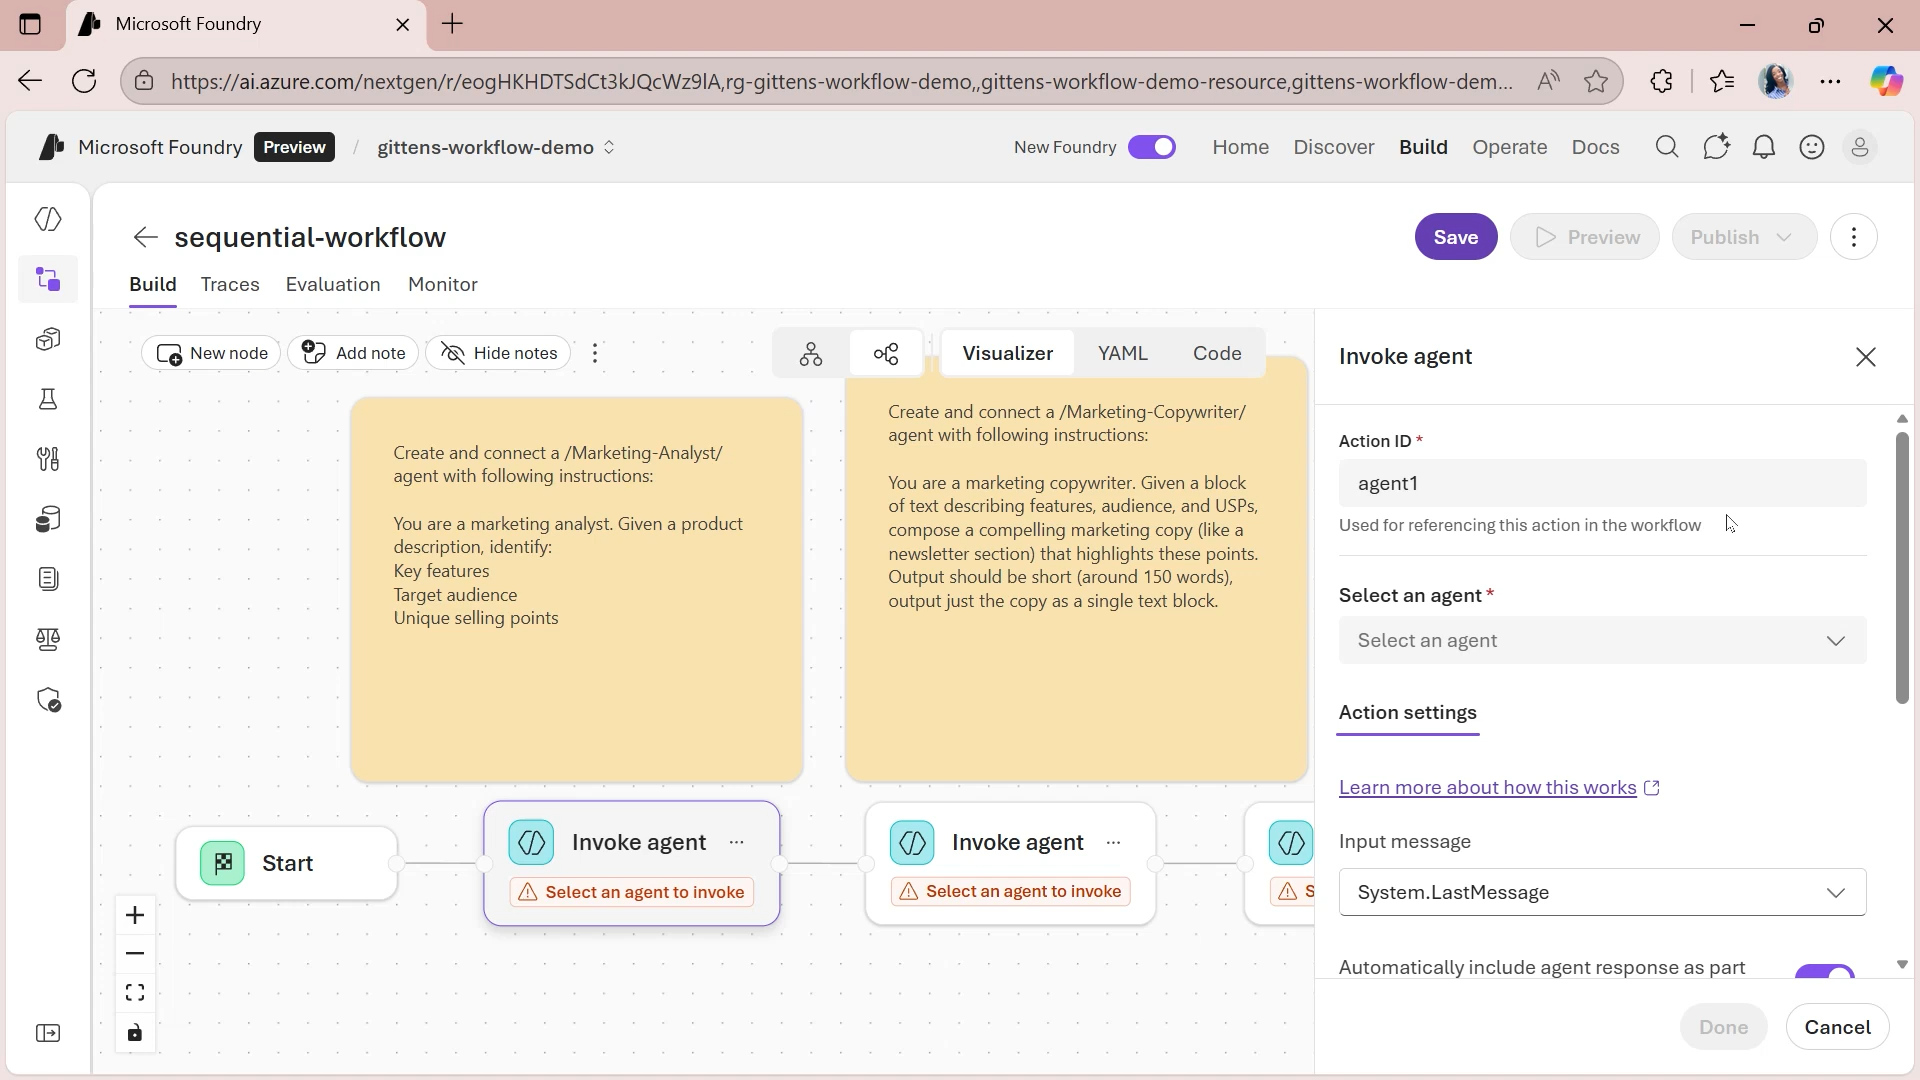 Microsoft Foundry
https://ai.azure.com/nextgen/r/eogHKHDTSdCt3kJQcWz9lA,rg-gittens-workflow-demo,,gittens-workflow-demo-resource,gittens-workflow-dem...
Microsoft Foundry Preview / gittens-workflow-demo
New Foundry Home Discover Build Operate Docs
sequential-workflow
Save Preview Publish
Build Traces Evaluation Monitor
New node Add note Hide notes
Visualizer YAML Code
Create and connect a /Marketing-Analyst/
agent with following instructions:
You are a marketing analyst. Given a product
description, identify:
Key features
Target audience
Unique selling points
Create and connect a /Marketing-Copywriter/
agent with following instructions:
You are a marketing copywriter. Given a block
of text describing features, audience, and USPs,
compose a compelling marketing copy (like a
newsletter section) that highlights these points.
Output should be short (around 150 words),
output just the copy as a single text block.
Start
Invoke agent ...
Select an agent to invoke
Invoke agent ...
Select an agent to invoke
S
Invoke agent
Action ID *
agent1
Used for referencing this action in the workflow
Select an agent *
Select an agent
Action settings
Learn more about how this works
Input message
System.LastMessage
Automatically include agent response as part
Done Cancel